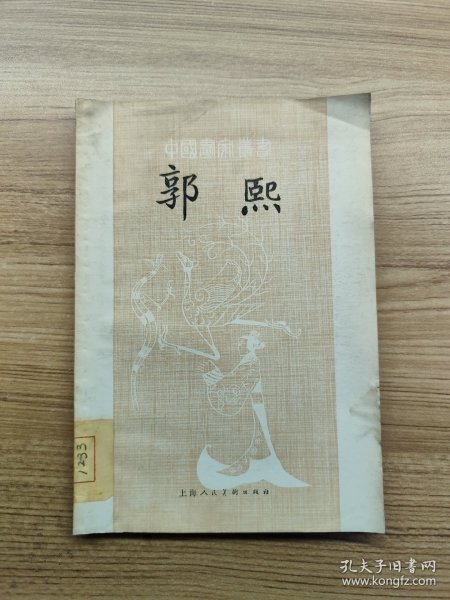 中國畫家叢書
郭熙
1233
上海人民美術出版社
孔夫子旧书网
www.kongfz.com